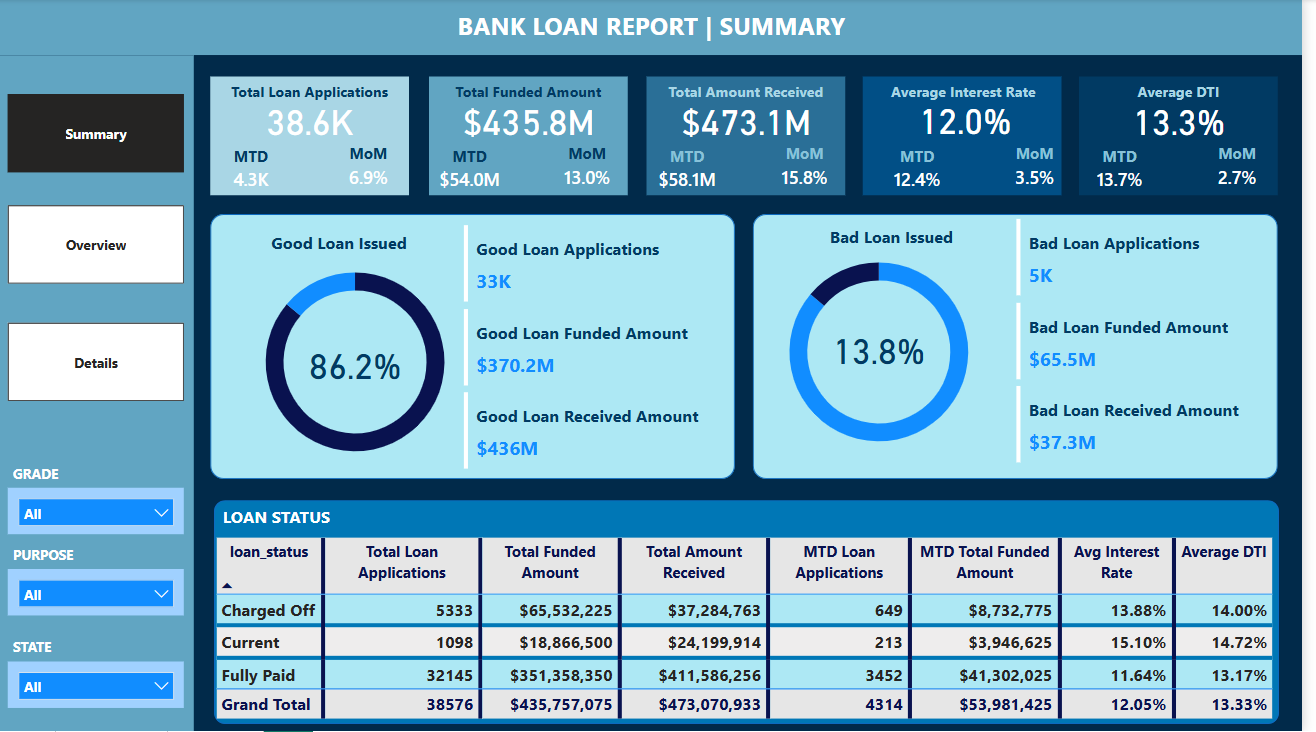 BANK LOAN REPORT | SUMMARY
Summary
Overview
Details
GRADE
All
PURPOSE
All
STATE
All
Total Loan Applications
38.6K
MTD MoM
4.3K 6.9%
Total Funded Amount
$435.8M
MTD MoM
$54.0M 13.0%
Total Amount Received
$473.1M
MTD MoM
$58.1M 15.8%
Average Interest Rate
12.0%
MTD MoM
12.4% 3.5%
Average DTI
13.3%
MTD MoM
13.7% 2.7%
Good Loan Issued
86.2%
Good Loan Applications
33K
Good Loan Funded Amount
$370.2M
Good Loan Received Amount
$436M
Bad Loan Issued
13.8%
Bad Loan Applications
5K
Bad Loan Funded Amount
$65.5M
Bad Loan Received Amount
$37.3M
LOAN STATUS
loan_status Total Loan Total Funded Total Amount MTD Loan MTD Total Funded Avg Interest Average DTI
Applications Amount Received Applications Amount Rate
Charged Off 5333 $65,532,225 $37,284,763 649 $8,732,775 13.88% 14.00%
Current 1098 $18,866,500 $24,199,914 213 $3,946,625 15.10% 14.72%
Fully Paid 32145 $351,358,350 $411,586,256 3452 $41,302,025 11.64% 13.17%
Grand Total 38576 $435,757,075 $473,070,933 4314 $53,981,425 12.05% 13.33%